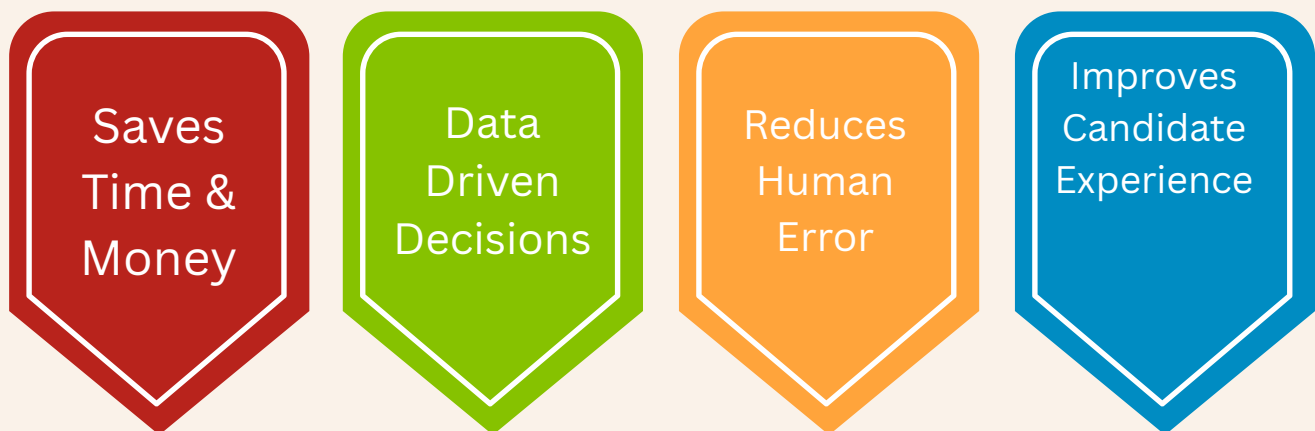 Saves
Time &
Money
Data
Driven
Decisions
Reduces
Human
Error
Improves
Candidate
Experience